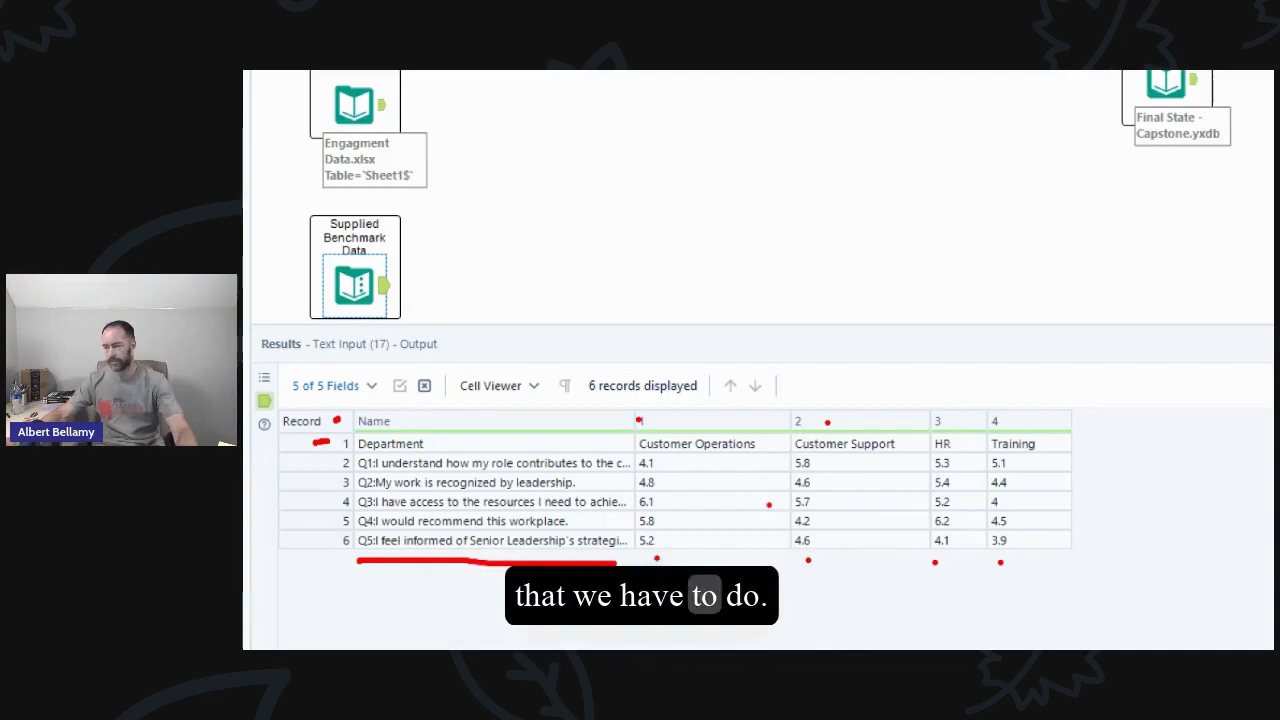 Engagment
Data.xlsx
Table=`Sheet1$`
Final State -
Capstone.yxdb
Supplied
Benchmark
Data
Results - Text Input (17) - Output
5 of 5 Fields Cell Viewer 6 records displayed
Record Name 1 2 3 4
1 Department Customer Operations Customer Support HR Training
2 Q1:I understand how my role contributes to the c... 4.1 5.8 5.3 5.1
3 Q2:My work is recognized by leadership. 4.8 4.6 5.4 4.4
4 Q3:I have access to the resources I need to achie... 6.1 5.7 5.2 4
5 Q4:I would recommend this workplace. 5.8 4.2 6.2 4.5
6 Q5:I feel informed of Senior Leadership's strategi... 5.2 4.6 4.1 3.9
Albert Bellamy
that we have to do.